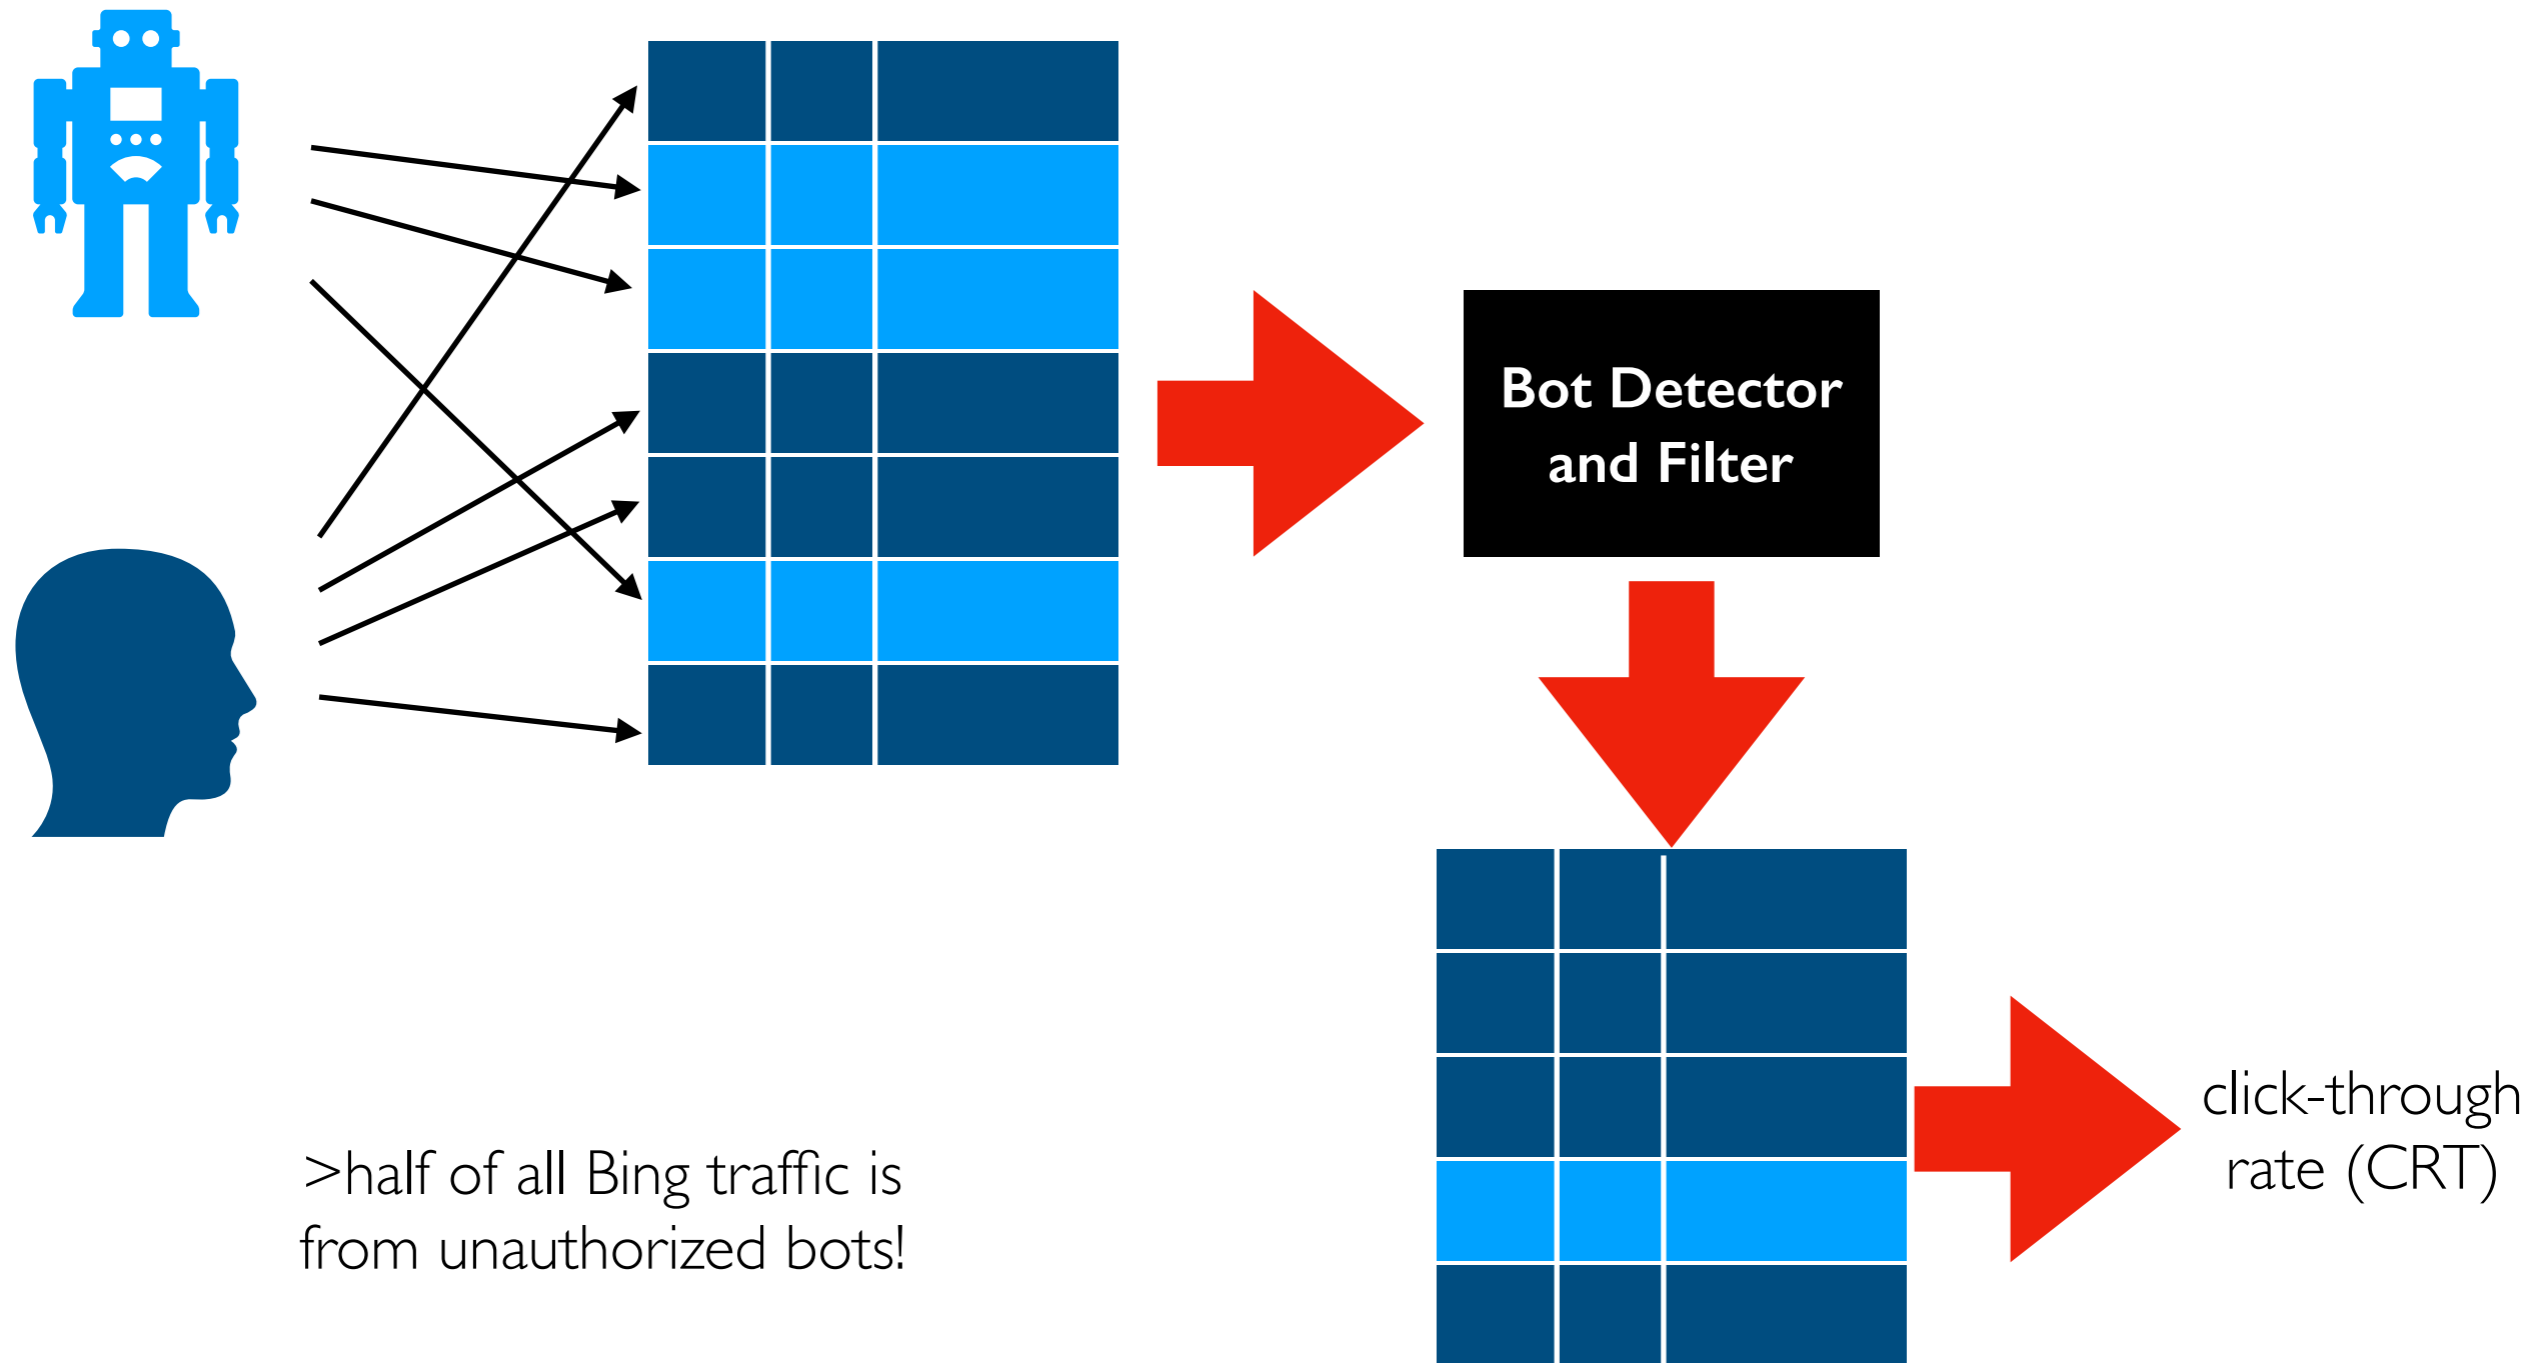 Bot Detector
and Filter
click-through
rate (CRT)
>half of all Bing traffic is
from unauthorized bots!